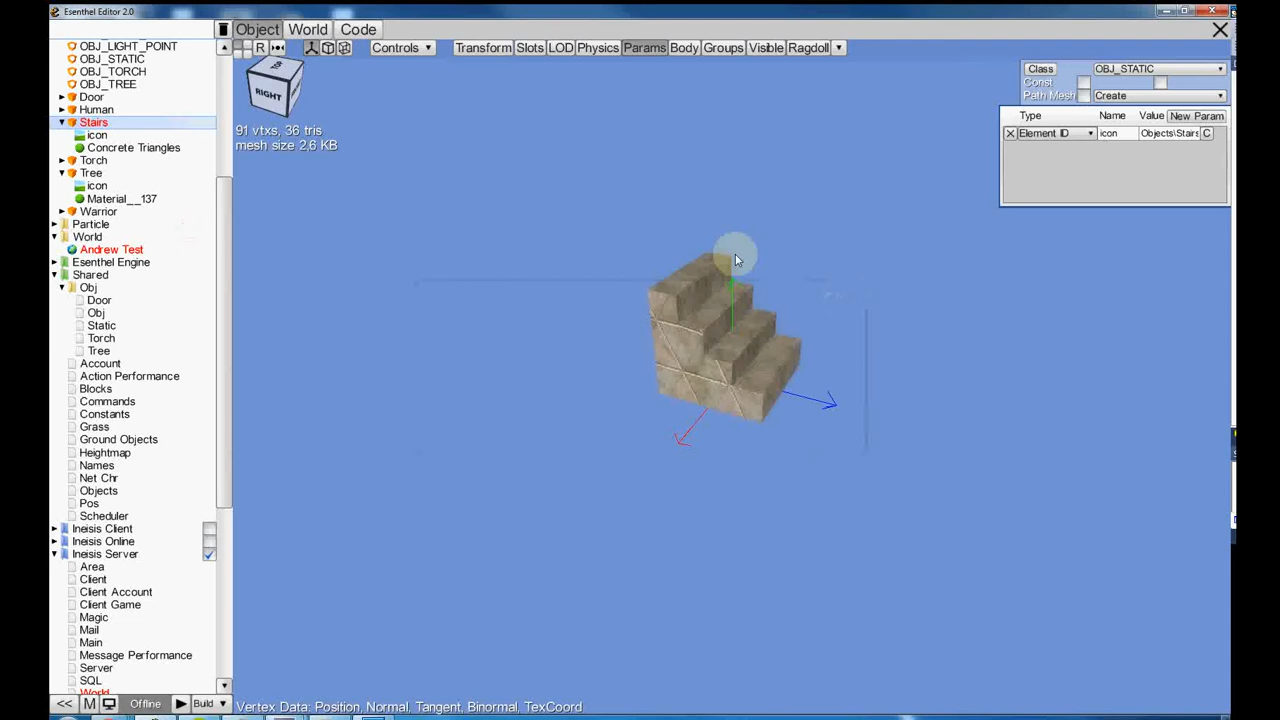 Esenthel Editor 2.0
Object World Code
R Controls Transform Slots LOD Physics Params Body Groups Visible Ragdoll
OBJ_LIGHT_POINT
OBJ_STATIC
OBJ_TORCH
OBJ_TREE
Door
Human
Stairs
icon
Concrete Triangles
Torch
Tree
icon
Material__137
Warrior
Particle
World
Andrew Test
Esenthel Engine
Shared
Obj
Door
Obj
Static
Torch
Tree
Account
Action Performance
Blocks
Commands
Constants
Grass
Ground Objects
Heightmap
Names
Net Chr
Objects
Pos
Scheduler
Ineisis Client
Ineisis Online
Ineisis Server
Area
Client
Client Account
Client Game
Magic
Mail
Main
Message Performance
Server
SQL
World
<< M Offline Build
RIGHT
91 vtxs, 36 tris
mesh size 2.6 KB
Class OBJ_STATIC
Const
Path Mesh Create
Type Name Value New Param
Element ID icon Objects\Stairs C
Vertex Data: Position, Normal, Tangent, Binormal, TexCoord